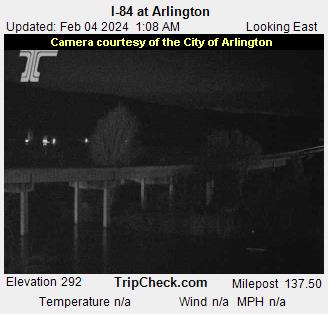 I-84 at Arlington
Updated: Feb 04 2024 1:08 AM Looking East
Camera courtesy of the City of Arlington
Elevation 292 TripCheck.com Milepost 137.50
Temperature n/a Wind n/a MPH n/a